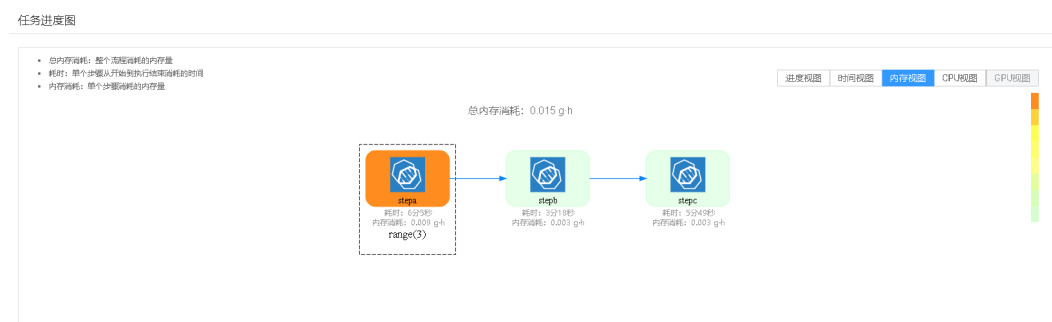 任务进度图
总内存消耗：整个流程消耗的内存量
耗时：单个步骤从开始到执行结束消耗的时间
内存消耗：单个步骤消耗的内存量
进度视图 时间视图 内存视图 CPU视图 GPU视图
总内存消耗：0.015 g·h
stepa stepb stepc
耗时：6分5秒 耗时：3分18秒 耗时：5分49秒
内存消耗：0.009 g·h 内存消耗：0.003 g·h 内存消耗：0.003 g·h
range(3)